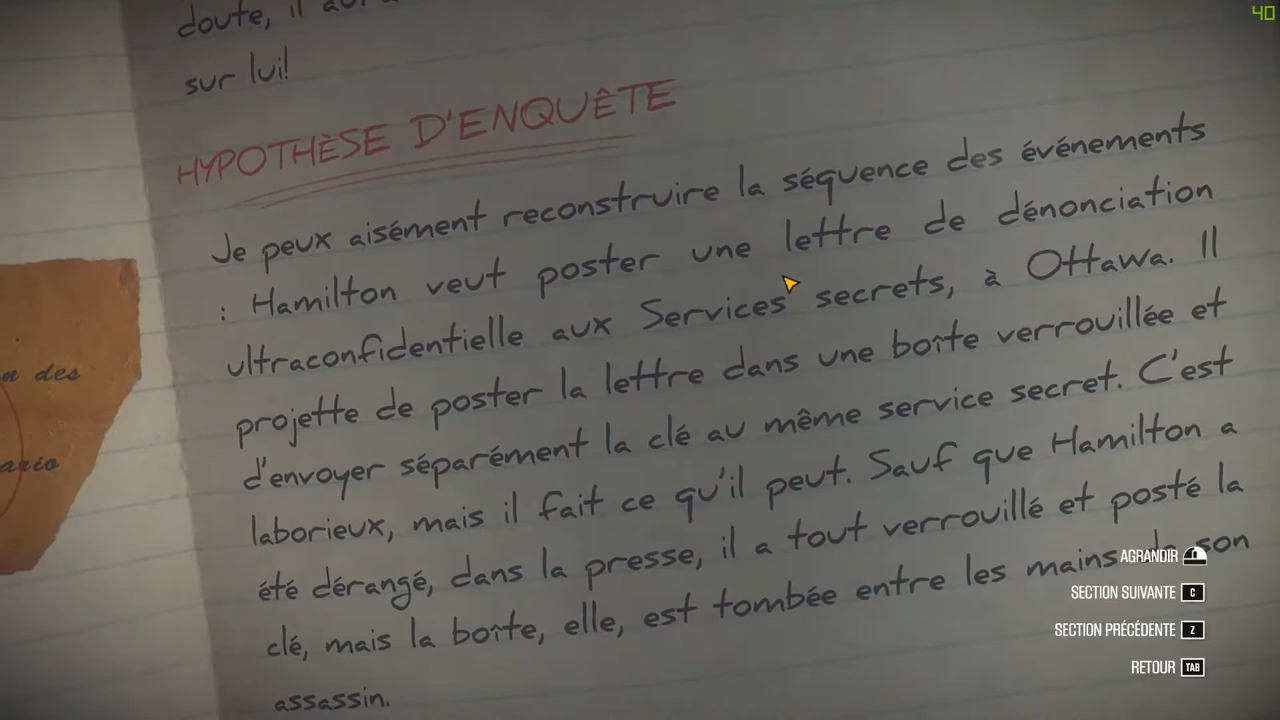 40
doute, il
sur lui!
HYPOTHÈSE D'ENQUÊTE
Je peux aisément reconstruire la séquence des événements
: Hamilton veut poster une lettre de dénonciation
ultraconfidentielle aux Services secrets, à Ottawa. Il
projette de poster la lettre dans une boîte verrouillée et
d'envoyer séparément la clé au même service secret. C'est
laborieux, mais il fait ce qu'il peut. Sauf que Hamilton a
été dérangé, dans la presse, il a tout verrouillé et posté la
clé, mais la boîte, elle, est tombée entre les mains de son
assassin.
des
AGRANDIR
SECTION SUIVANTE C
SECTION PRÉCÉDENTE Z
RETOUR TAB